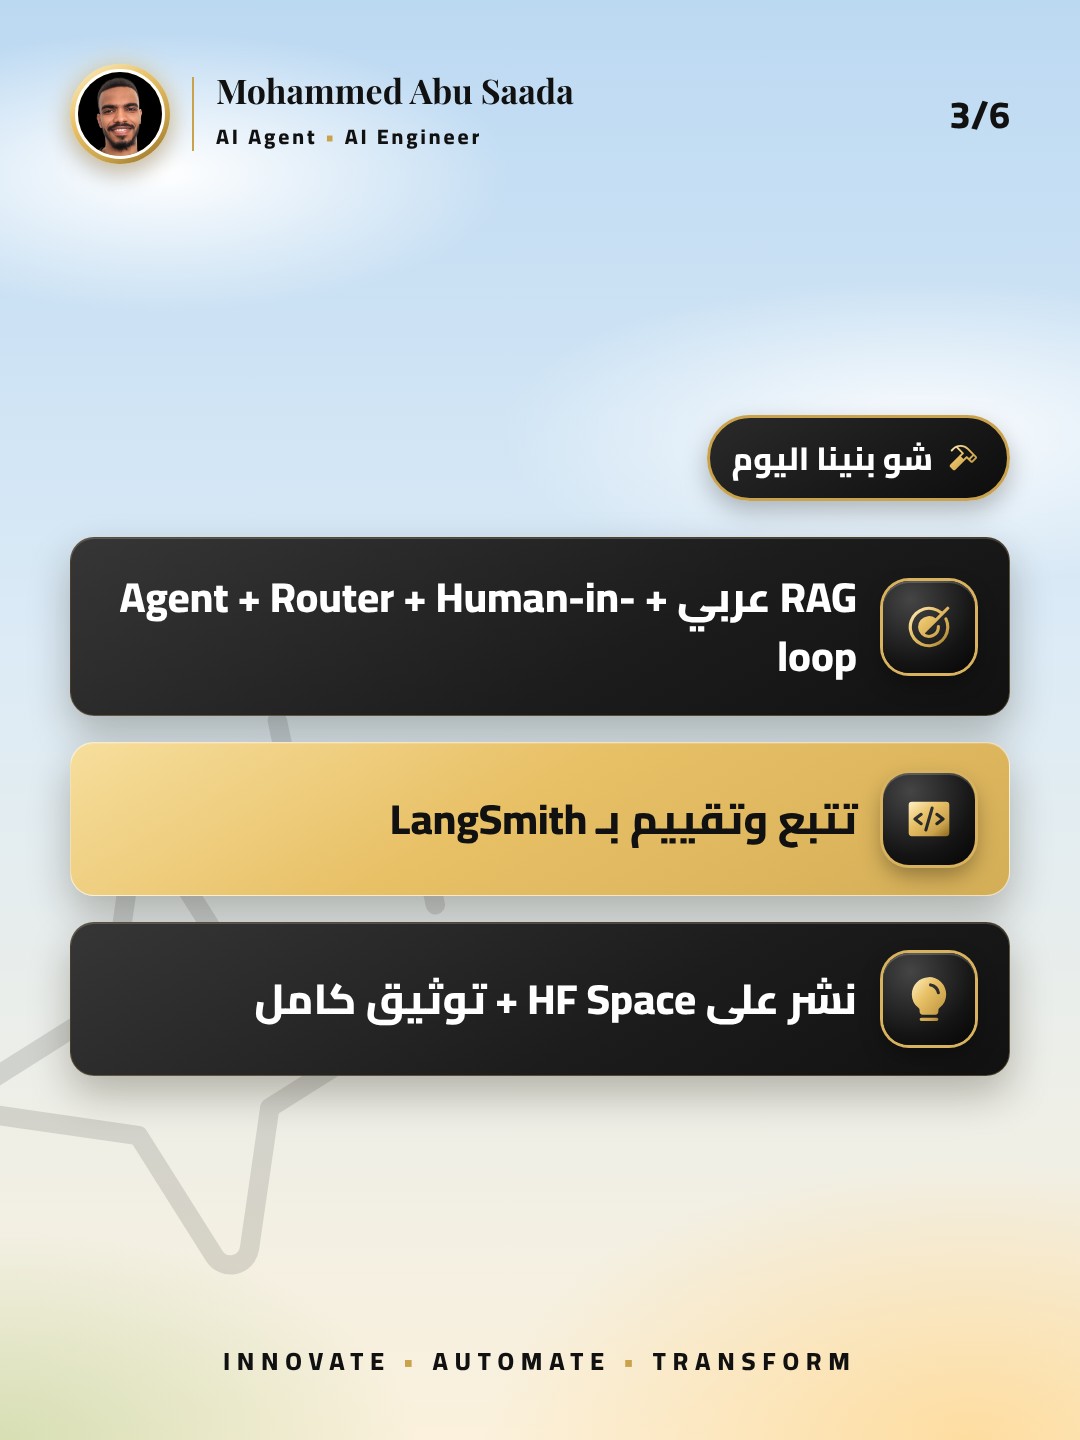 Mohammed Abu Saada
AI Agent ▪ AI Engineer
3/6
شو بنينا اليوم
RAG عربي + Agent + Router + Human-in-
loop
تتبع وتقييم بـ LangSmith
نشر على HF Space + توثيق كامل
INNOVATE ▪ AUTOMATE ▪ TRANSFORM